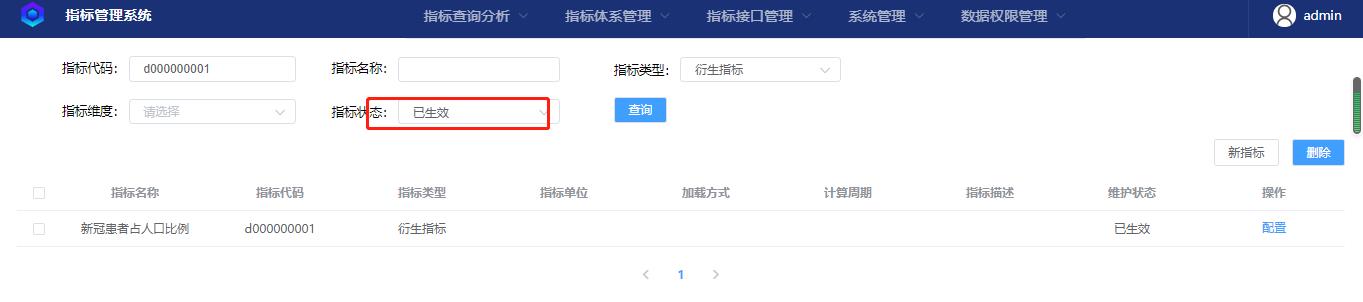 指标管理系统 指标查询分析 指标体系管理 指标接口管理 系统管理 数据权限管理 admin
指标代码: d000000001 指标名称: 指标类型: 衍生指标
指标维度: 请选择 指标状态: 已生效 查询
新指标 删除
指标名称 指标代码 指标类型 指标单位 加载方式 计算周期 指标描述 维护状态 操作
新冠患者占人口比例 d000000001 衍生指标 已生效 配置
1